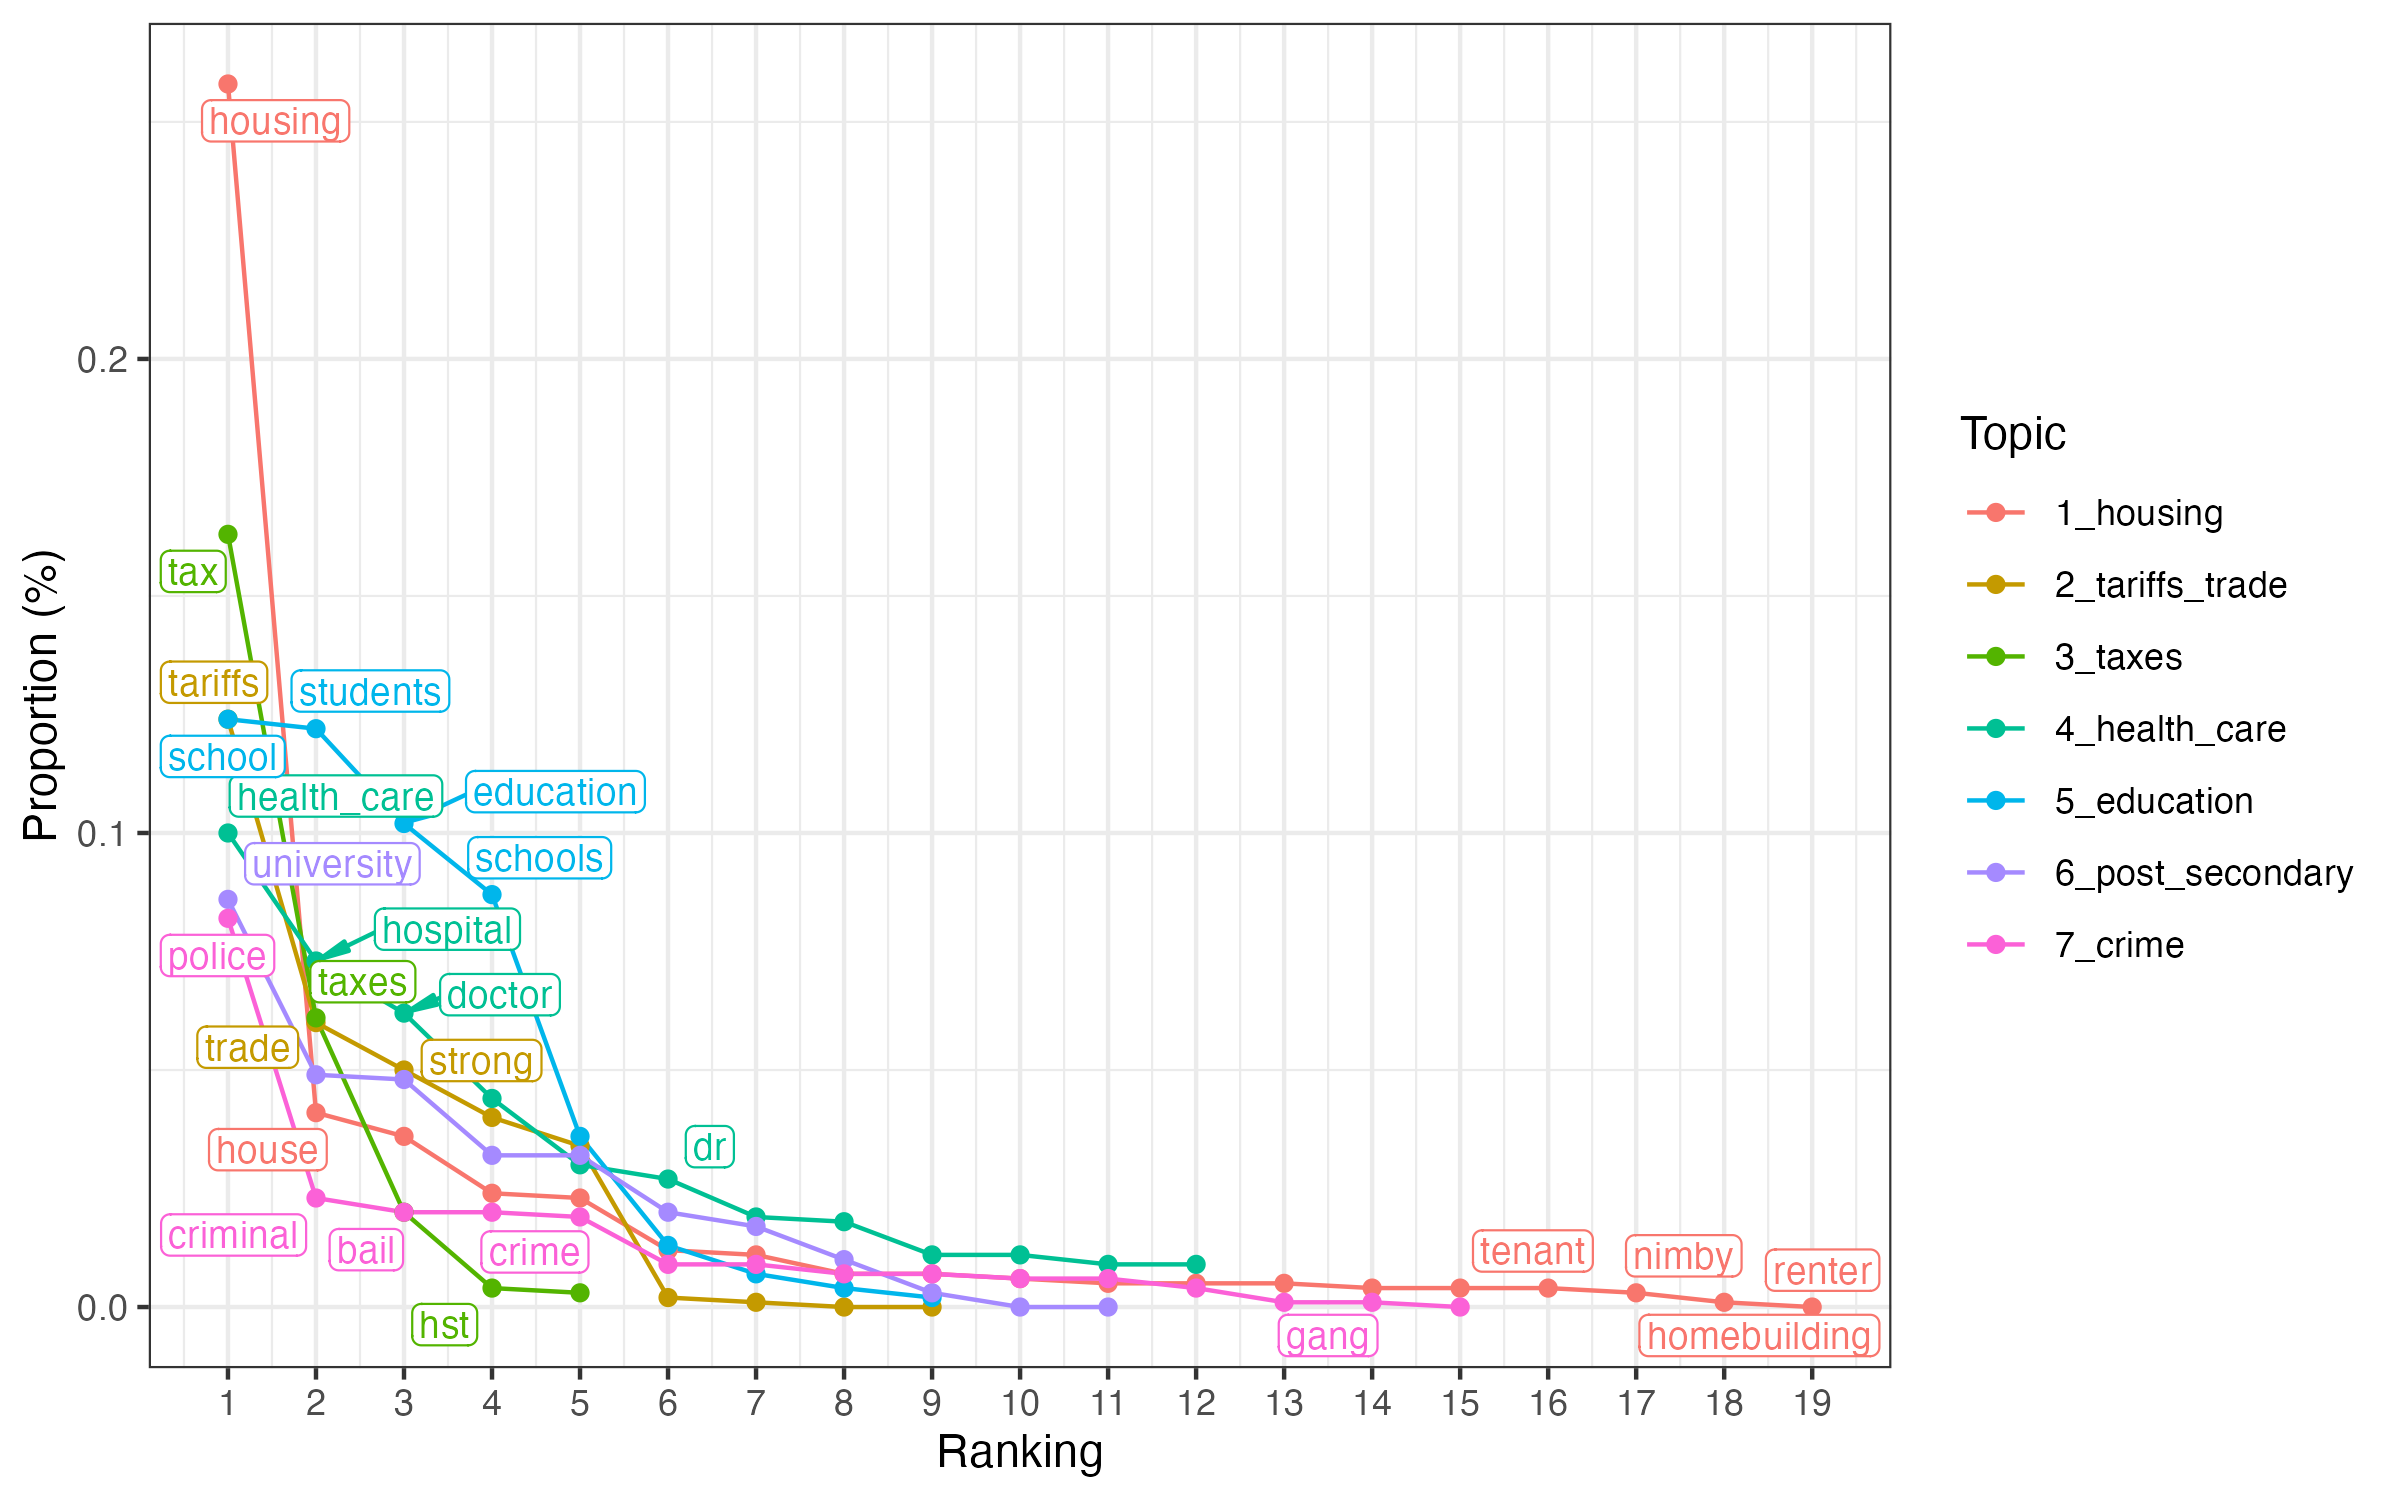 housing
0.2
tax
tariffs
students
school
education
health_care
0.1
schools
university
hospital
police
taxes
doctor
trade
strong
house
dr
criminal
bail
crime
tenant
nimby
renter
0.0
hst
gang
homebuilding
1 2 3 4 5 6 7 8 9 10 11 12 13 14 15 16 17 18 19
Ranking
Proportion (%)
Topic
1_housing
2_tariffs_trade
3_taxes
4_health_care
5_education
6_post_secondary
7_crime